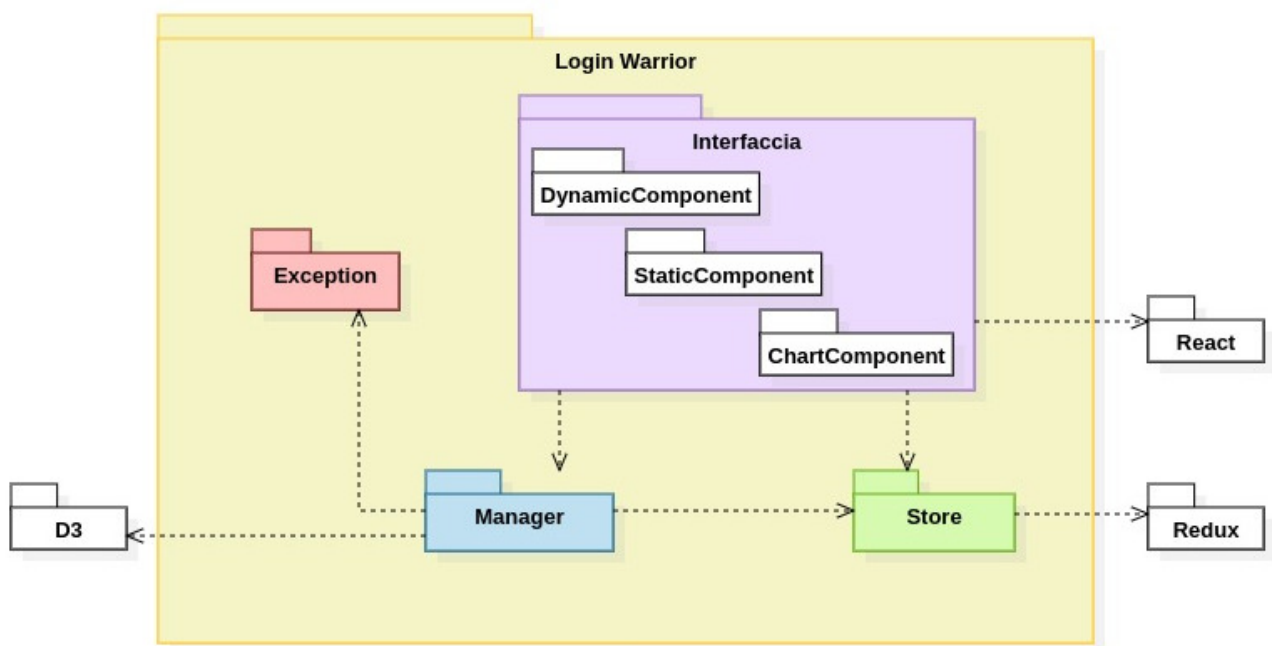 Login Warrior
Interfaccia
DynamicComponent
StaticComponent
Exception
ChartComponent
React
Manager
Store
D3
Redux